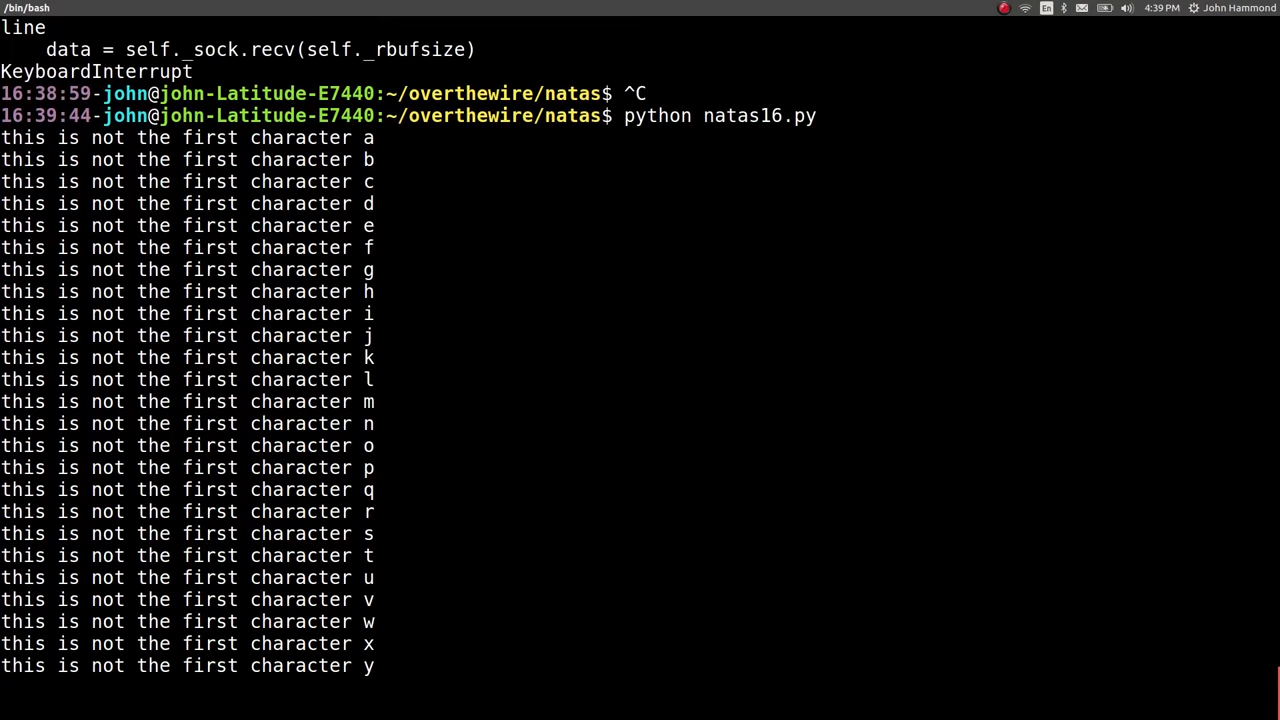 /bin/bash
En
4:39 PM
John Hammond
line
    data = self._sock.recv(self._rbufsize)
KeyboardInterrupt
16:38:59-john@john-Latitude-E7440:~/overthewire/natas$ ^C
16:39:44-john@john-Latitude-E7440:~/overthewire/natas$ python natas16.py
this is not the first character a
this is not the first character b
this is not the first character c
this is not the first character d
this is not the first character e
this is not the first character f
this is not the first character g
this is not the first character h
this is not the first character i
this is not the first character j
this is not the first character k
this is not the first character l
this is not the first character m
this is not the first character n
this is not the first character o
this is not the first character p
this is not the first character q
this is not the first character r
this is not the first character s
this is not the first character t
this is not the first character u
this is not the first character v
this is not the first character w
this is not the first character x
this is not the first character y